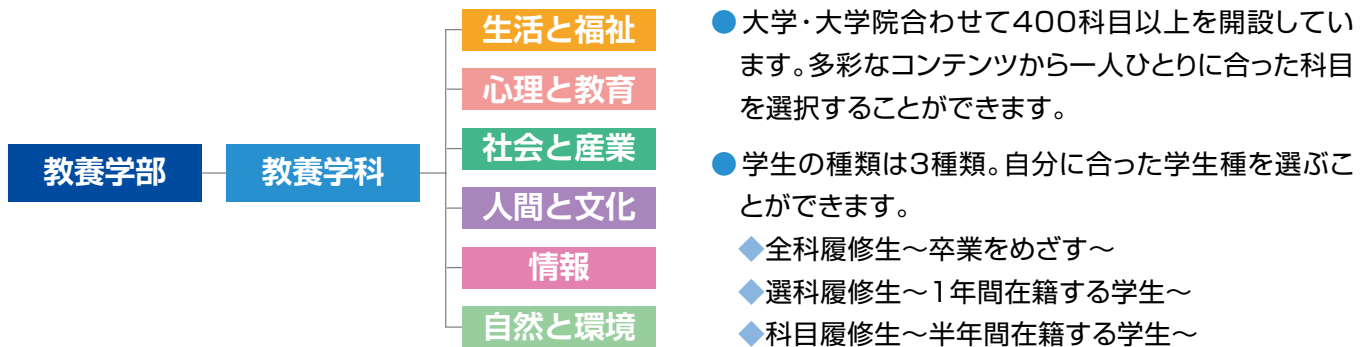 教養学部
教養学科
生活と福祉
心理と教育
社会と産業
人間と文化
情報
自然と環境
●大学・大学院合わせて400科目以上を開設してい
ます。多彩なコンテンツから一人ひとりに合った科目
を選択することができます。
●学生の種類は3種類。自分に合った学生種を選ぶこ
とができます。
◆全科履修生～卒業をめざす～
◆選科履修生～1年間在籍する学生～
◆科目履修生～半年間在籍する学生～